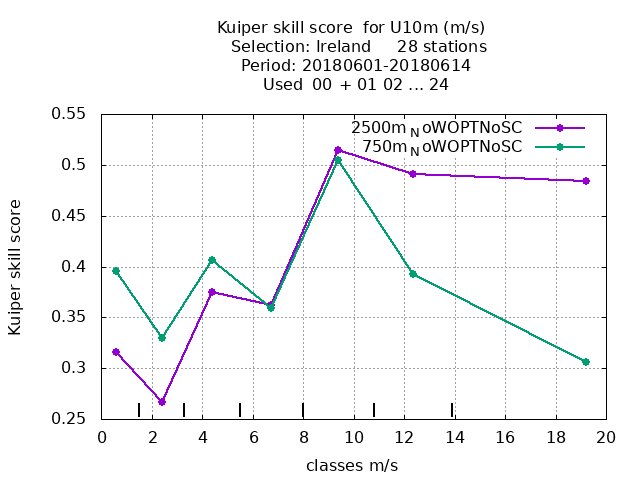 Kuiper skill score  for U10m (m/s)
Selection: Ireland     28 stations
Period: 20180601-20180614
Used  00 + 01 02 ... 24
2500m_NoWOPTNoSC
750m_NoWOPTNoSC
0.55
0.5
0.45
0.4
0.35
0.3
0.25
Kuiper skill score
0 2 4 6 8 10 12 14 16 18 20
classes m/s